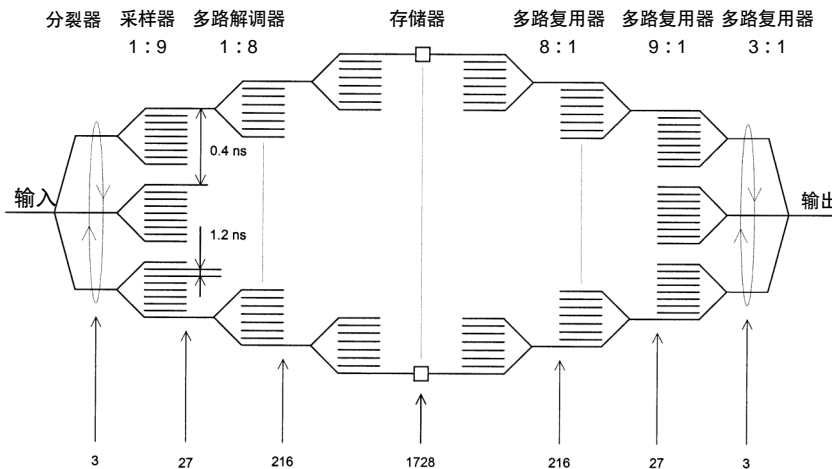 分裂器 采样器 多路解调器 存储器 多路复用器 多路复用器 多路复用器
1:9 1:8 8:1 9:1 3:1
0.4 ns
输入 输出
1.2 ns
3 27 216 1728 216 27 3